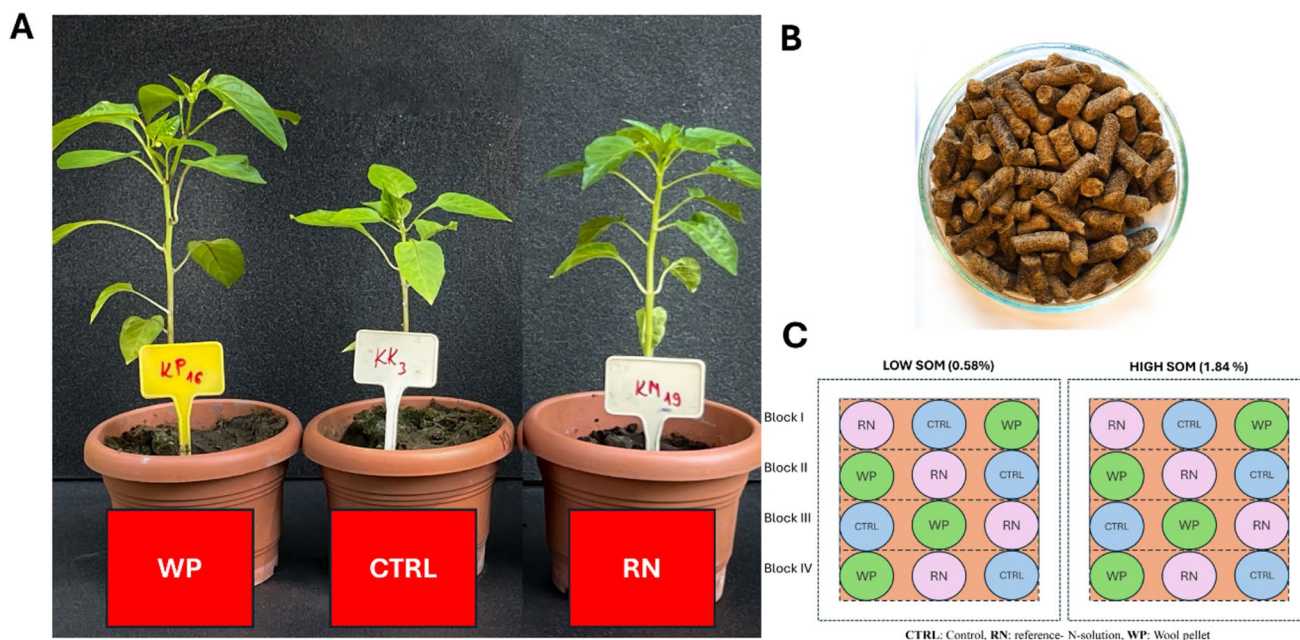 A
KP16
KK3
KM19
WP
CTRL
RN
B
C
LOW SOM (0.58%)
HIGH SOM (1.84 %)
Block I
RN
CTRL
WP
RN
CTRL
WP
Block II
WP
RN
CTRL
WP
RN
CTRL
Block III
CTRL
WP
RN
CTRL
WP
RN
Block IV
WP
RN
CTRL
WP
RN
CTRL
CTRL: Control, RN: reference- N-solution, WP: Wool pellet